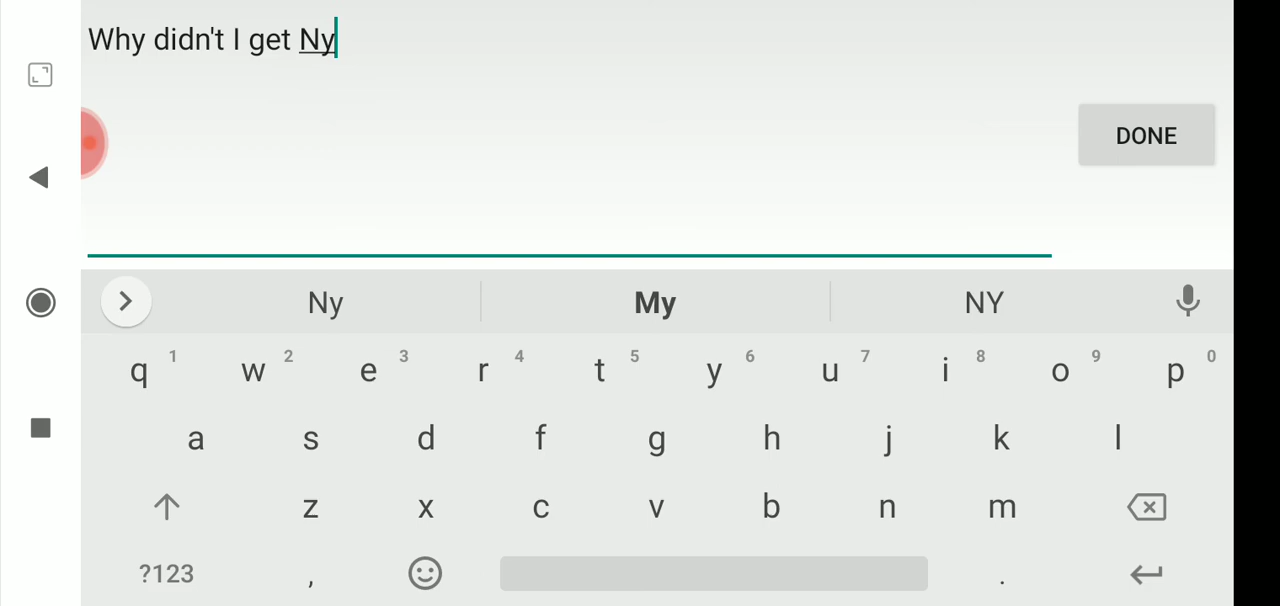 Why didn't I get Ny
DONE
Ny My NY
q 1 w 2 e 3 r 4 t 5 y 6 u 7 i 8 o 9 p 0
a s d f g h j k l
z x c v b n m
?123 , .